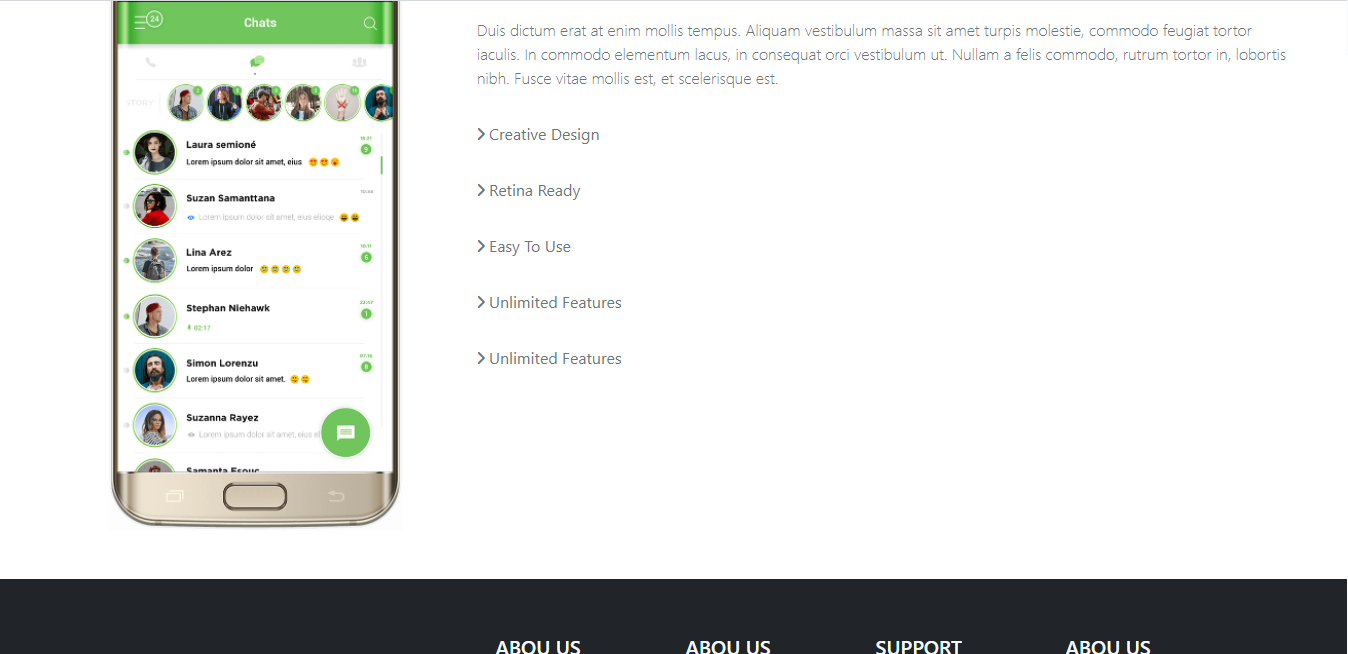 24
Chats
STORY
Laura semioné
18:21
Lorem ipsum dolor sit amet, eius
9
Suzan Samanttana
Lorem ipsum dolor sit amet, eius elioqe
Lina Arez
Lorem ipsum dolor
6
Stephan Niehawk
02:17
1
Simon Lorenzu
Lorem ipsum dolor sit amet.
8
Suzanna Rayez
Lorem ipsum dolor sit amet, eius el
Samanta Esouc
Duis dictum erat at enim mollis tempus. Aliquam vestibulum massa sit amet turpis molestie, commodo feugiat tortor
iaculis. In commodo elementum lacus, in consequat orci vestibulum ut. Nullam a felis commodo, rutrum tortor in, lobortis
nibh. Fusce vitae mollis est, et scelerisque est.
Creative Design
Retina Ready
Easy To Use
Unlimited Features
Unlimited Features
ABOU US ABOU US SUPPORT ABOU US